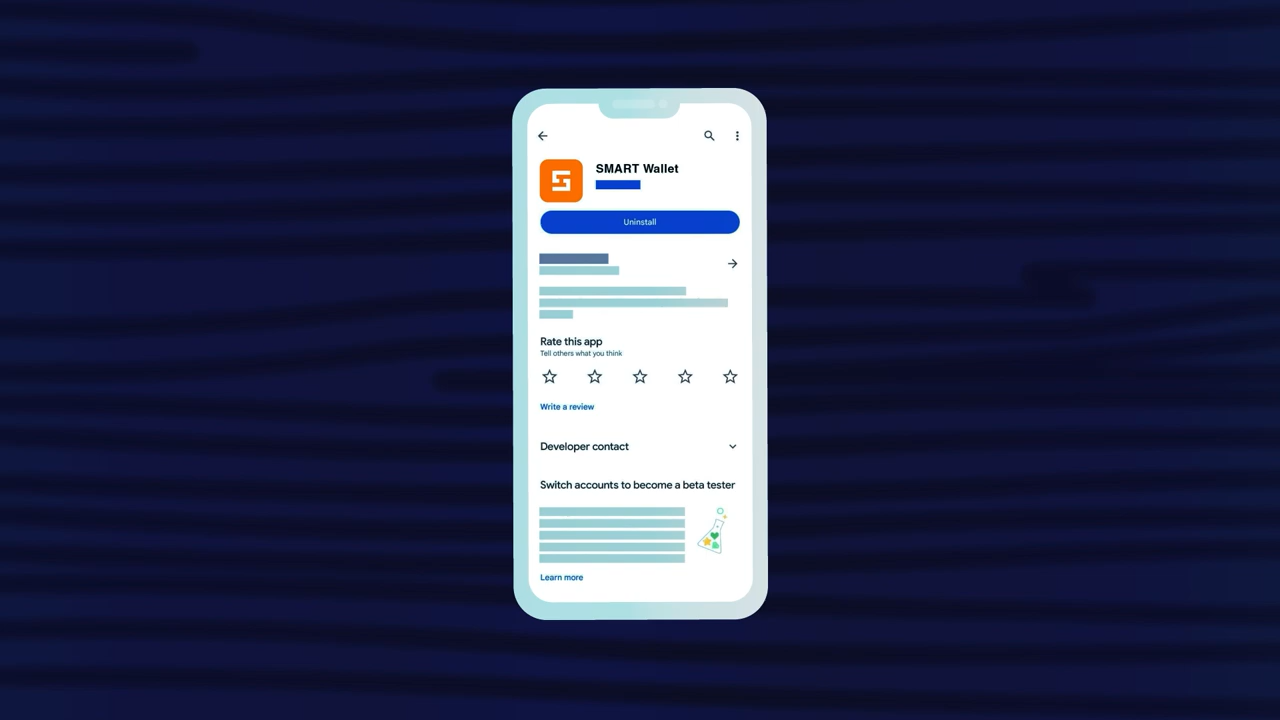 SMART Wallet
Uninstall
Rate this app
Tell others what you think
Write a review
Developer contact
Switch accounts to become a beta tester
Learn more